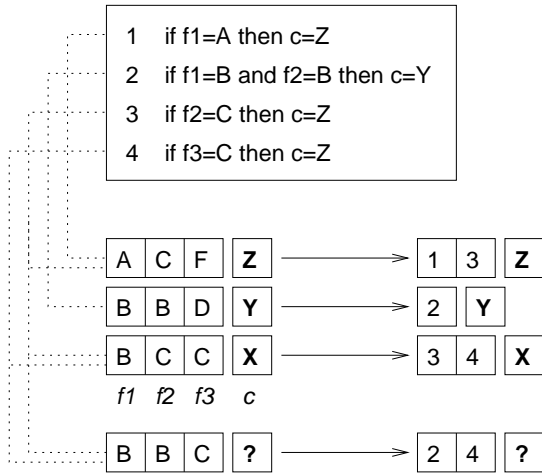 1 if f1=A then c=Z
2 if f1=B and f2=B then c=Y
3 if f2=C then c=Z
4 if f3=C then c=Z
A C F Z 1 3 Z
B B D Y 2 Y
B C C X 3 4 X
f1 f2 f3 c
B B C ? 2 4 ?